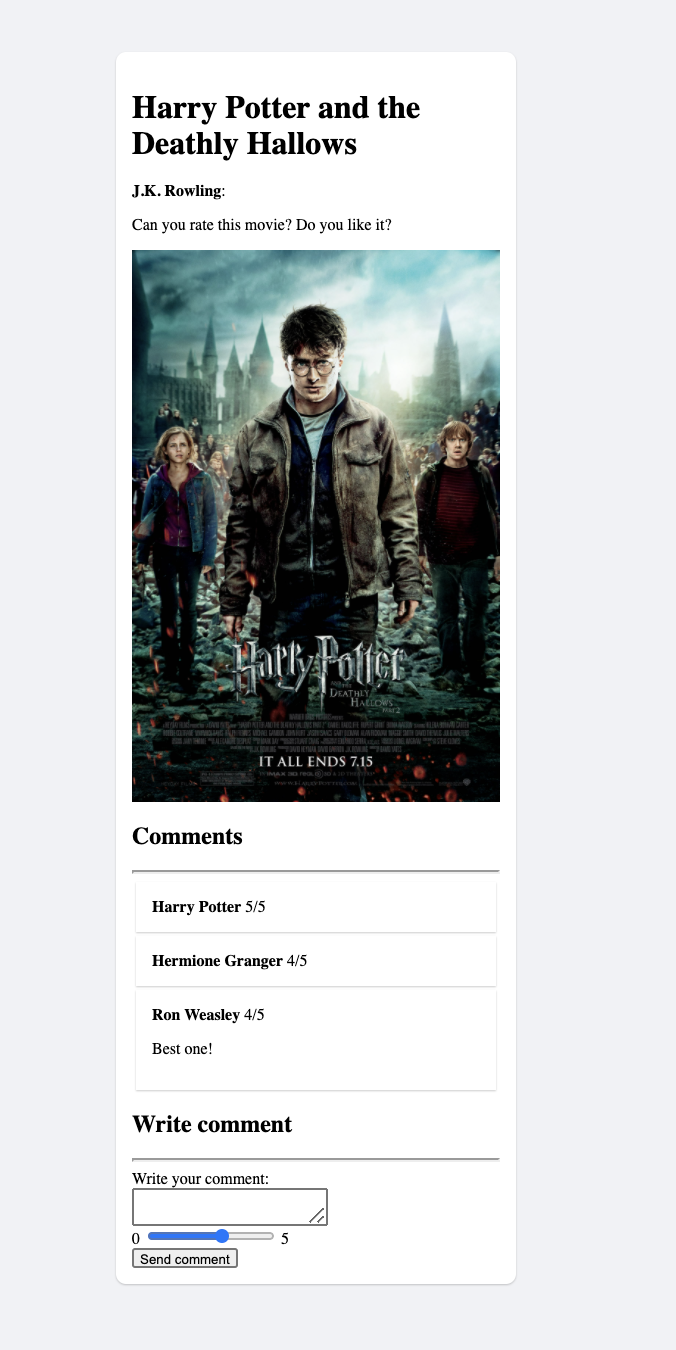 Harry Potter and the
Deathly Hallows
J.K. Rowling:
Can you rate this movie? Do you like it?
Harry Potter
AND THE
DEATHLY
HALLOWS
PART 2
IT ALL ENDS 7.15
Comments
Harry Potter 5/5
Hermione Granger 4/5
Ron Weasley 4/5
Best one!
Write comment
Write your comment:
0 5
Send comment